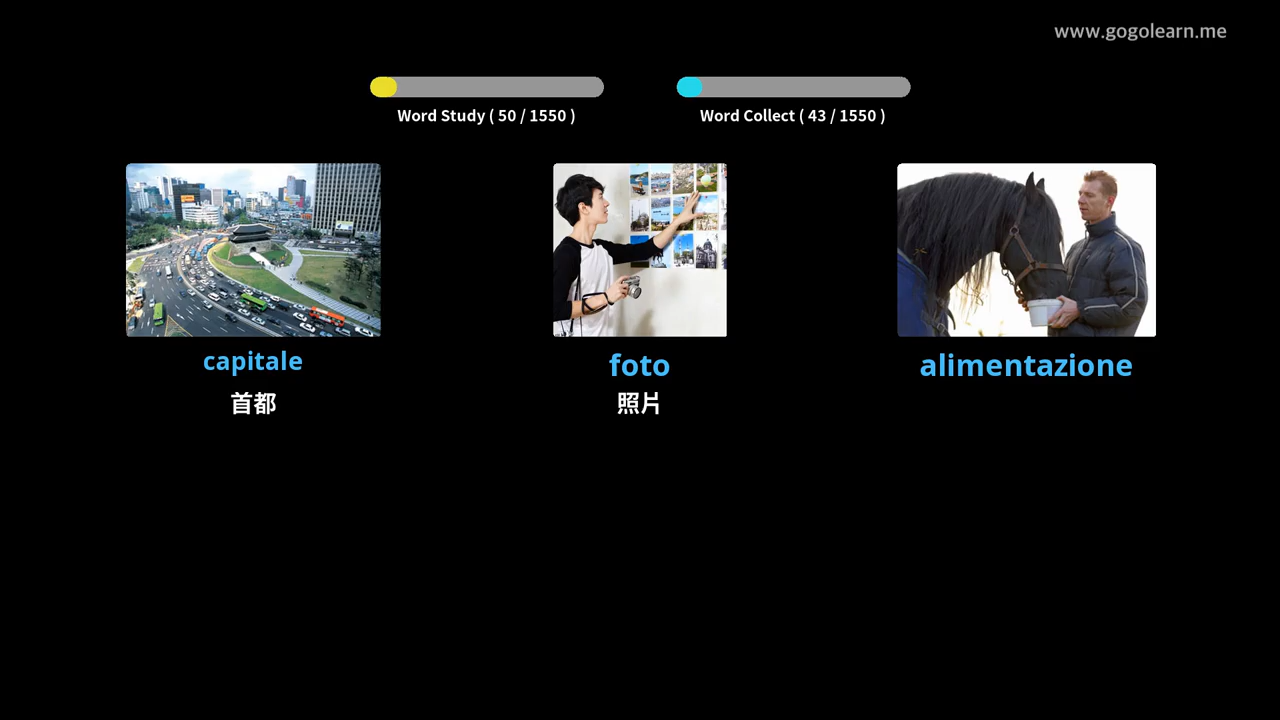 www.gogolearn.me
Word Study ( 50 / 1550 )
Word Collect ( 43 / 1550 )
capitale
首都
foto
照片
alimentazione